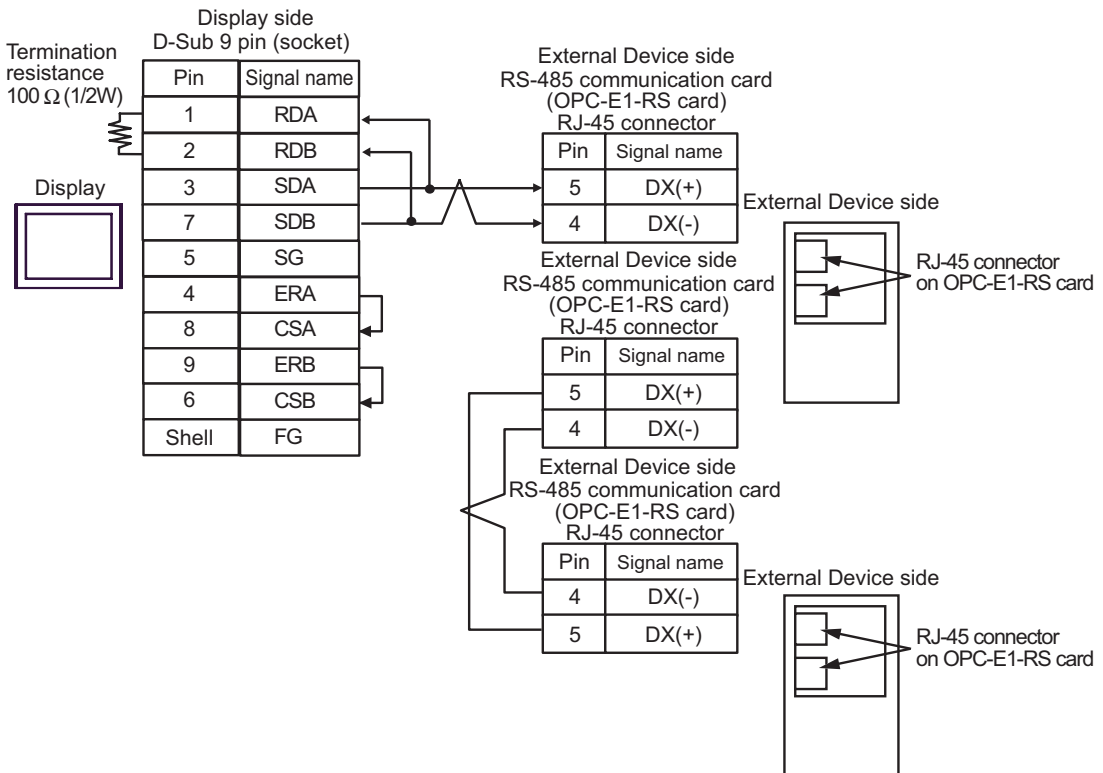 Display side
D-Sub 9 pin (socket)
Termination
resistance
100 Ω (1/2W)
Pin Signal name
1 RDA
2 RDB
3 SDA
7 SDB
5 SG
4 ERA
8 CSA
9 ERB
6 CSB
Shell FG
Display
External Device side
RS-485 communication card
(OPC-E1-RS card)
RJ-45 connector
Pin Signal name
5 DX(+)
4 DX(-)
External Device side
RJ-45 connector
on OPC-E1-RS card
External Device side
RS-485 communication card
(OPC-E1-RS card)
RJ-45 connector
Pin Signal name
5 DX(+)
4 DX(-)
External Device side
RS-485 communication card
(OPC-E1-RS card)
RJ-45 connector
Pin Signal name
4 DX(-)
5 DX(+)
External Device side
RJ-45 connector
on OPC-E1-RS card